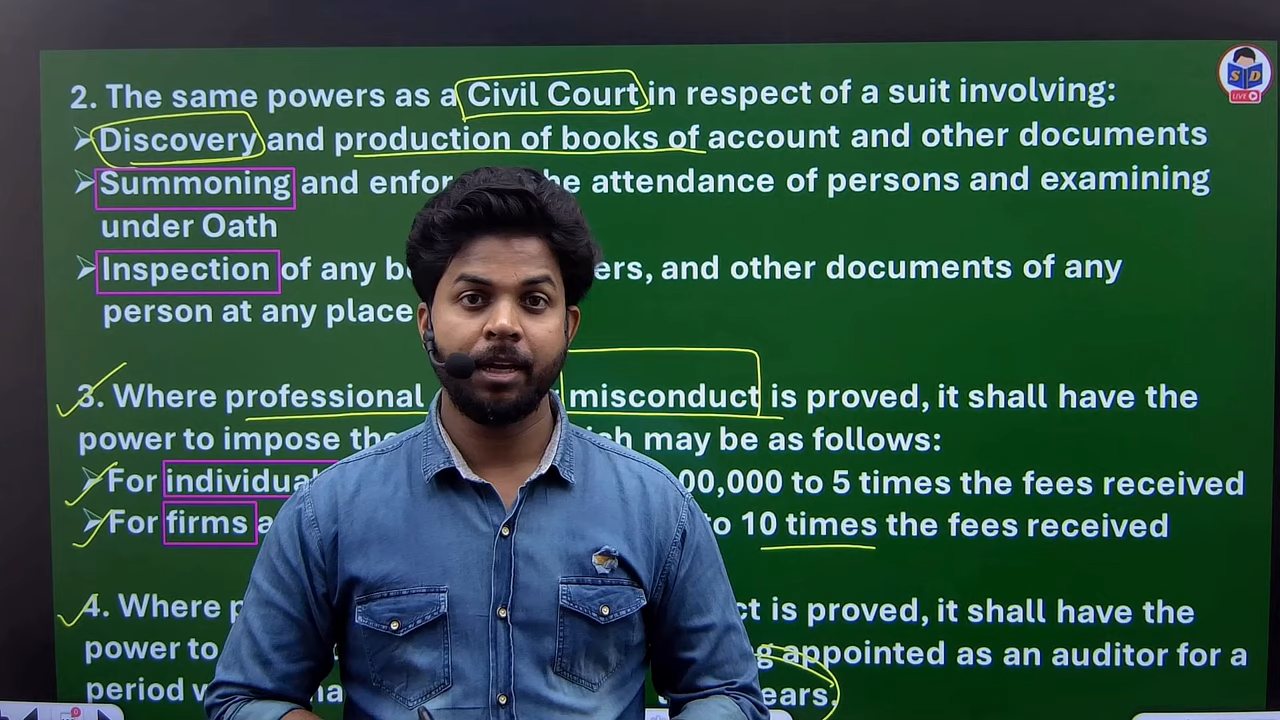 2. The same powers as a Civil Court in respect of a suit involving:
Discovery and production of books of account and other documents
Summoning and enfor he attendance of persons and examining
under Oath
Inspection of any b ers, and other documents of any
person at any place
3. Where professional misconduct is proved, it shall have the
power to impose the ich may be as follows:
For individual 00,000 to 5 times the fees received
For firms a to 10 times the fees received
4. Where p ct is proved, it shall have the
power to g appointed as an auditor for a
period ears.
S D
LIVE